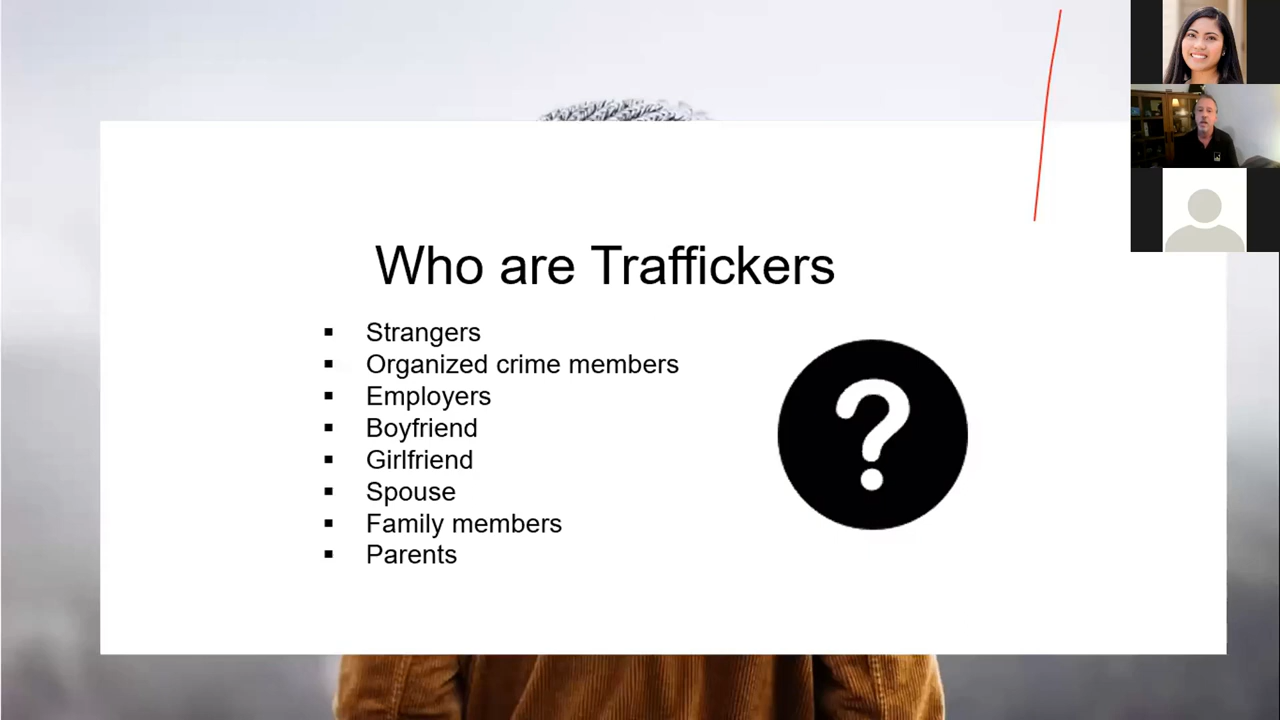 Who are Traffickers
▪ Strangers
▪ Organized crime members
▪ Employers
▪ Boyfriend
▪ Girlfriend
▪ Spouse
▪ Family members
▪ Parents
?